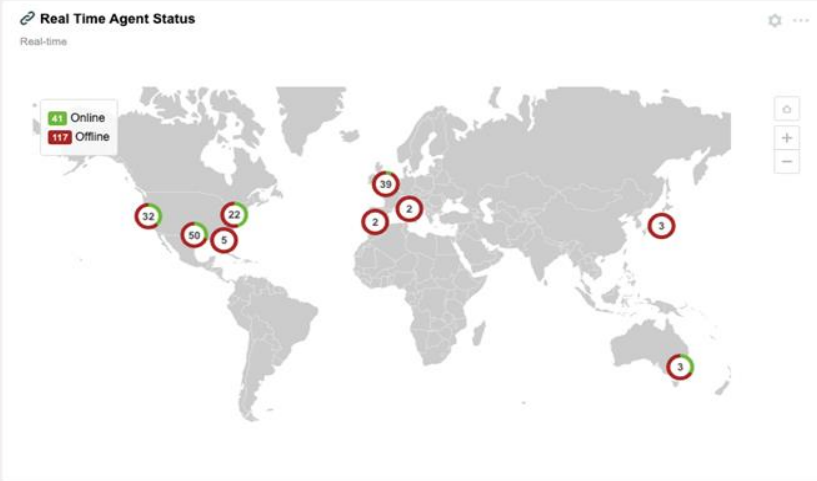 Real Time Agent Status
Real-time
41 Online
117 Offline
39
32
22
2
2
50
5
3
3